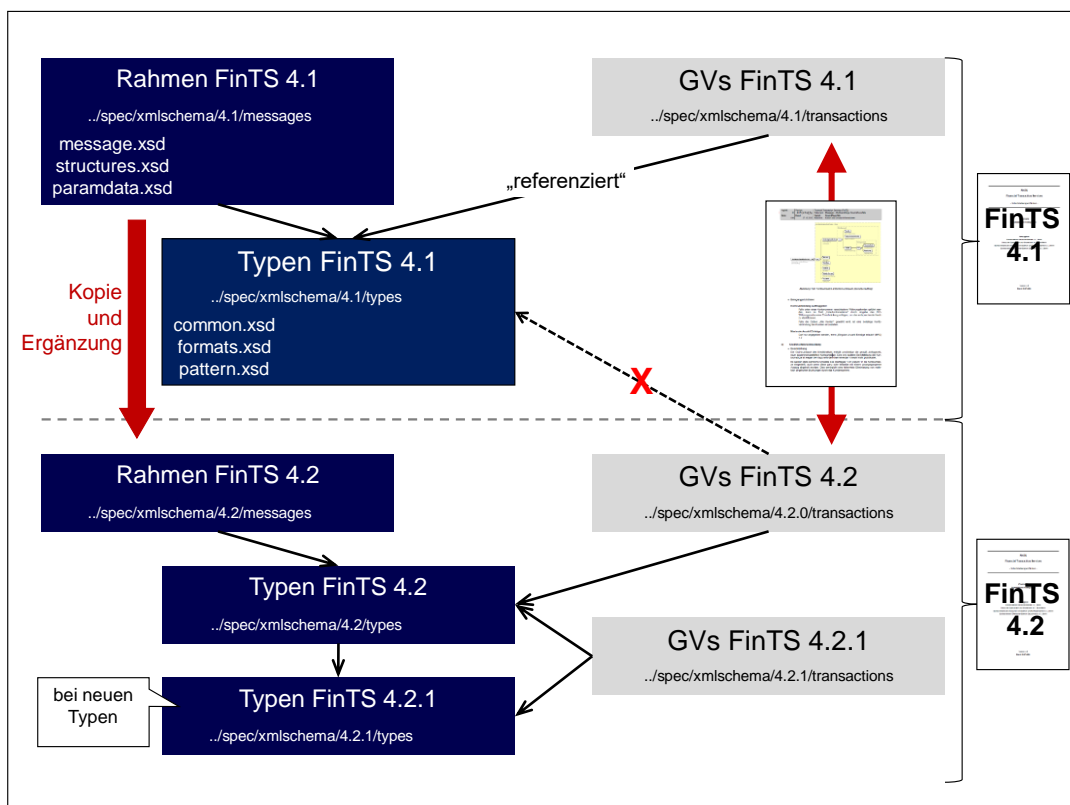 Rahmen FinTS 4.1
../spec/xmlschema/4.1/messages
message.xsd
structures.xsd
paramdata.xsd
GVs FinTS 4.1
../spec/xmlschema/4.1/transactions
„referenziert“
Typen FinTS 4.1
../spec/xmlschema/4.1/types
common.xsd
formats.xsd
pattern.xsd
Kopie
und
Ergänzung
X
FinTS
4.1
Rahmen FinTS 4.2
../spec/xmlschema/4.2/messages
GVs FinTS 4.2
../spec/xmlschema/4.2.0/transactions
Typen FinTS 4.2
../spec/xmlschema/4.2/types
GVs FinTS 4.2.1
../spec/xmlschema/4.2.1/transactions
bei neuen
Typen
Typen FinTS 4.2.1
../spec/xmlschema/4.2.1/types
FinTS
4.2